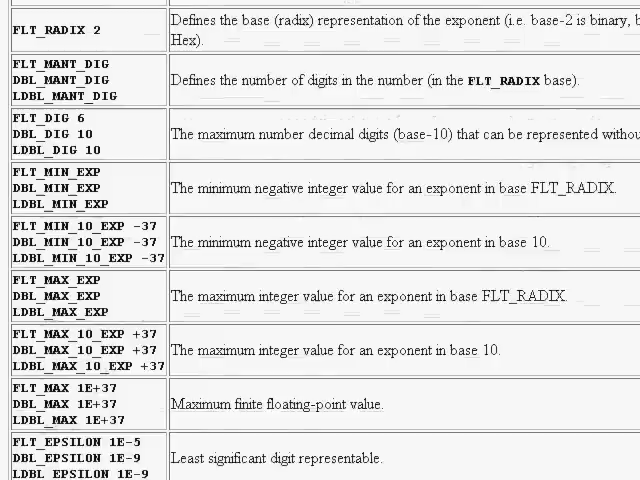 FLT_RADIX 2
Defines the base (radix) representation of the exponent (i.e. base-2 is binary,
Hex).
FLT_MANT_DIG
DBL_MANT_DIG
LDBL_MANT_DIG
Defines the number of digits in the number (in the FLT_RADIX base).
FLT_DIG 6
DBL_DIG 10
LDBL_DIG 10
The maximum number decimal digits (base-10) that can be represented
FLT_MIN_EXP
DBL_MIN_EXP
LDBL_MIN_EXP
The minimum negative integer value for an exponent in base FLT_RADIX.
FLT_MIN_10_EXP -37
DBL_MIN_10_EXP -37
LDBL_MIN_10_EXP -37
The minimum negative integer value for an exponent in base 10.
FLT_MAX_EXP
DBL_MAX_EXP
LDBL_MAX_EXP
The maximum integer value for an exponent in base FLT_RADIX.
FLT_MAX_10_EXP +37
DBL_MAX_10_EXP +37
LDBL_MAX_10_EXP +37
The maximum integer value for an exponent in base 10.
FLT_MAX 1E+37
DBL_MAX 1E+37
LDBL_MAX 1E+37
Maximum finite floating-point value.
FLT_EPSILON 1E-5
DBL_EPSILON 1E-9
LDBL_EPSILON 1E-9
Least significant digit representable.